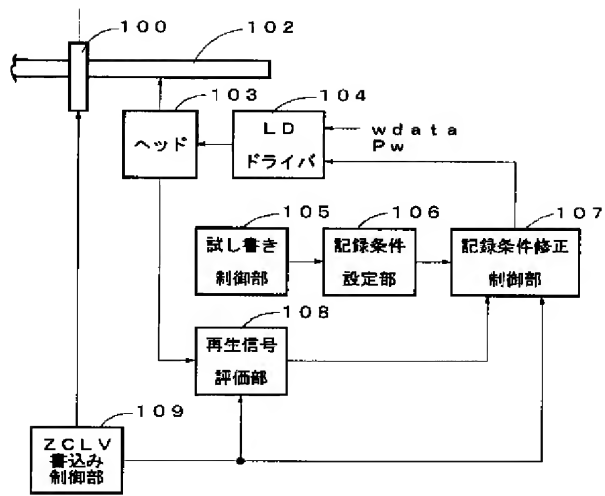 100
102
103
104
ヘッド
LD
ドライバ
wdata
Pw
105
106
107
試し書き
制御部
記録条件
設定部
記録条件修正
制御部
108
再生信号
評価部
109
ZCLV
書込み
制御部